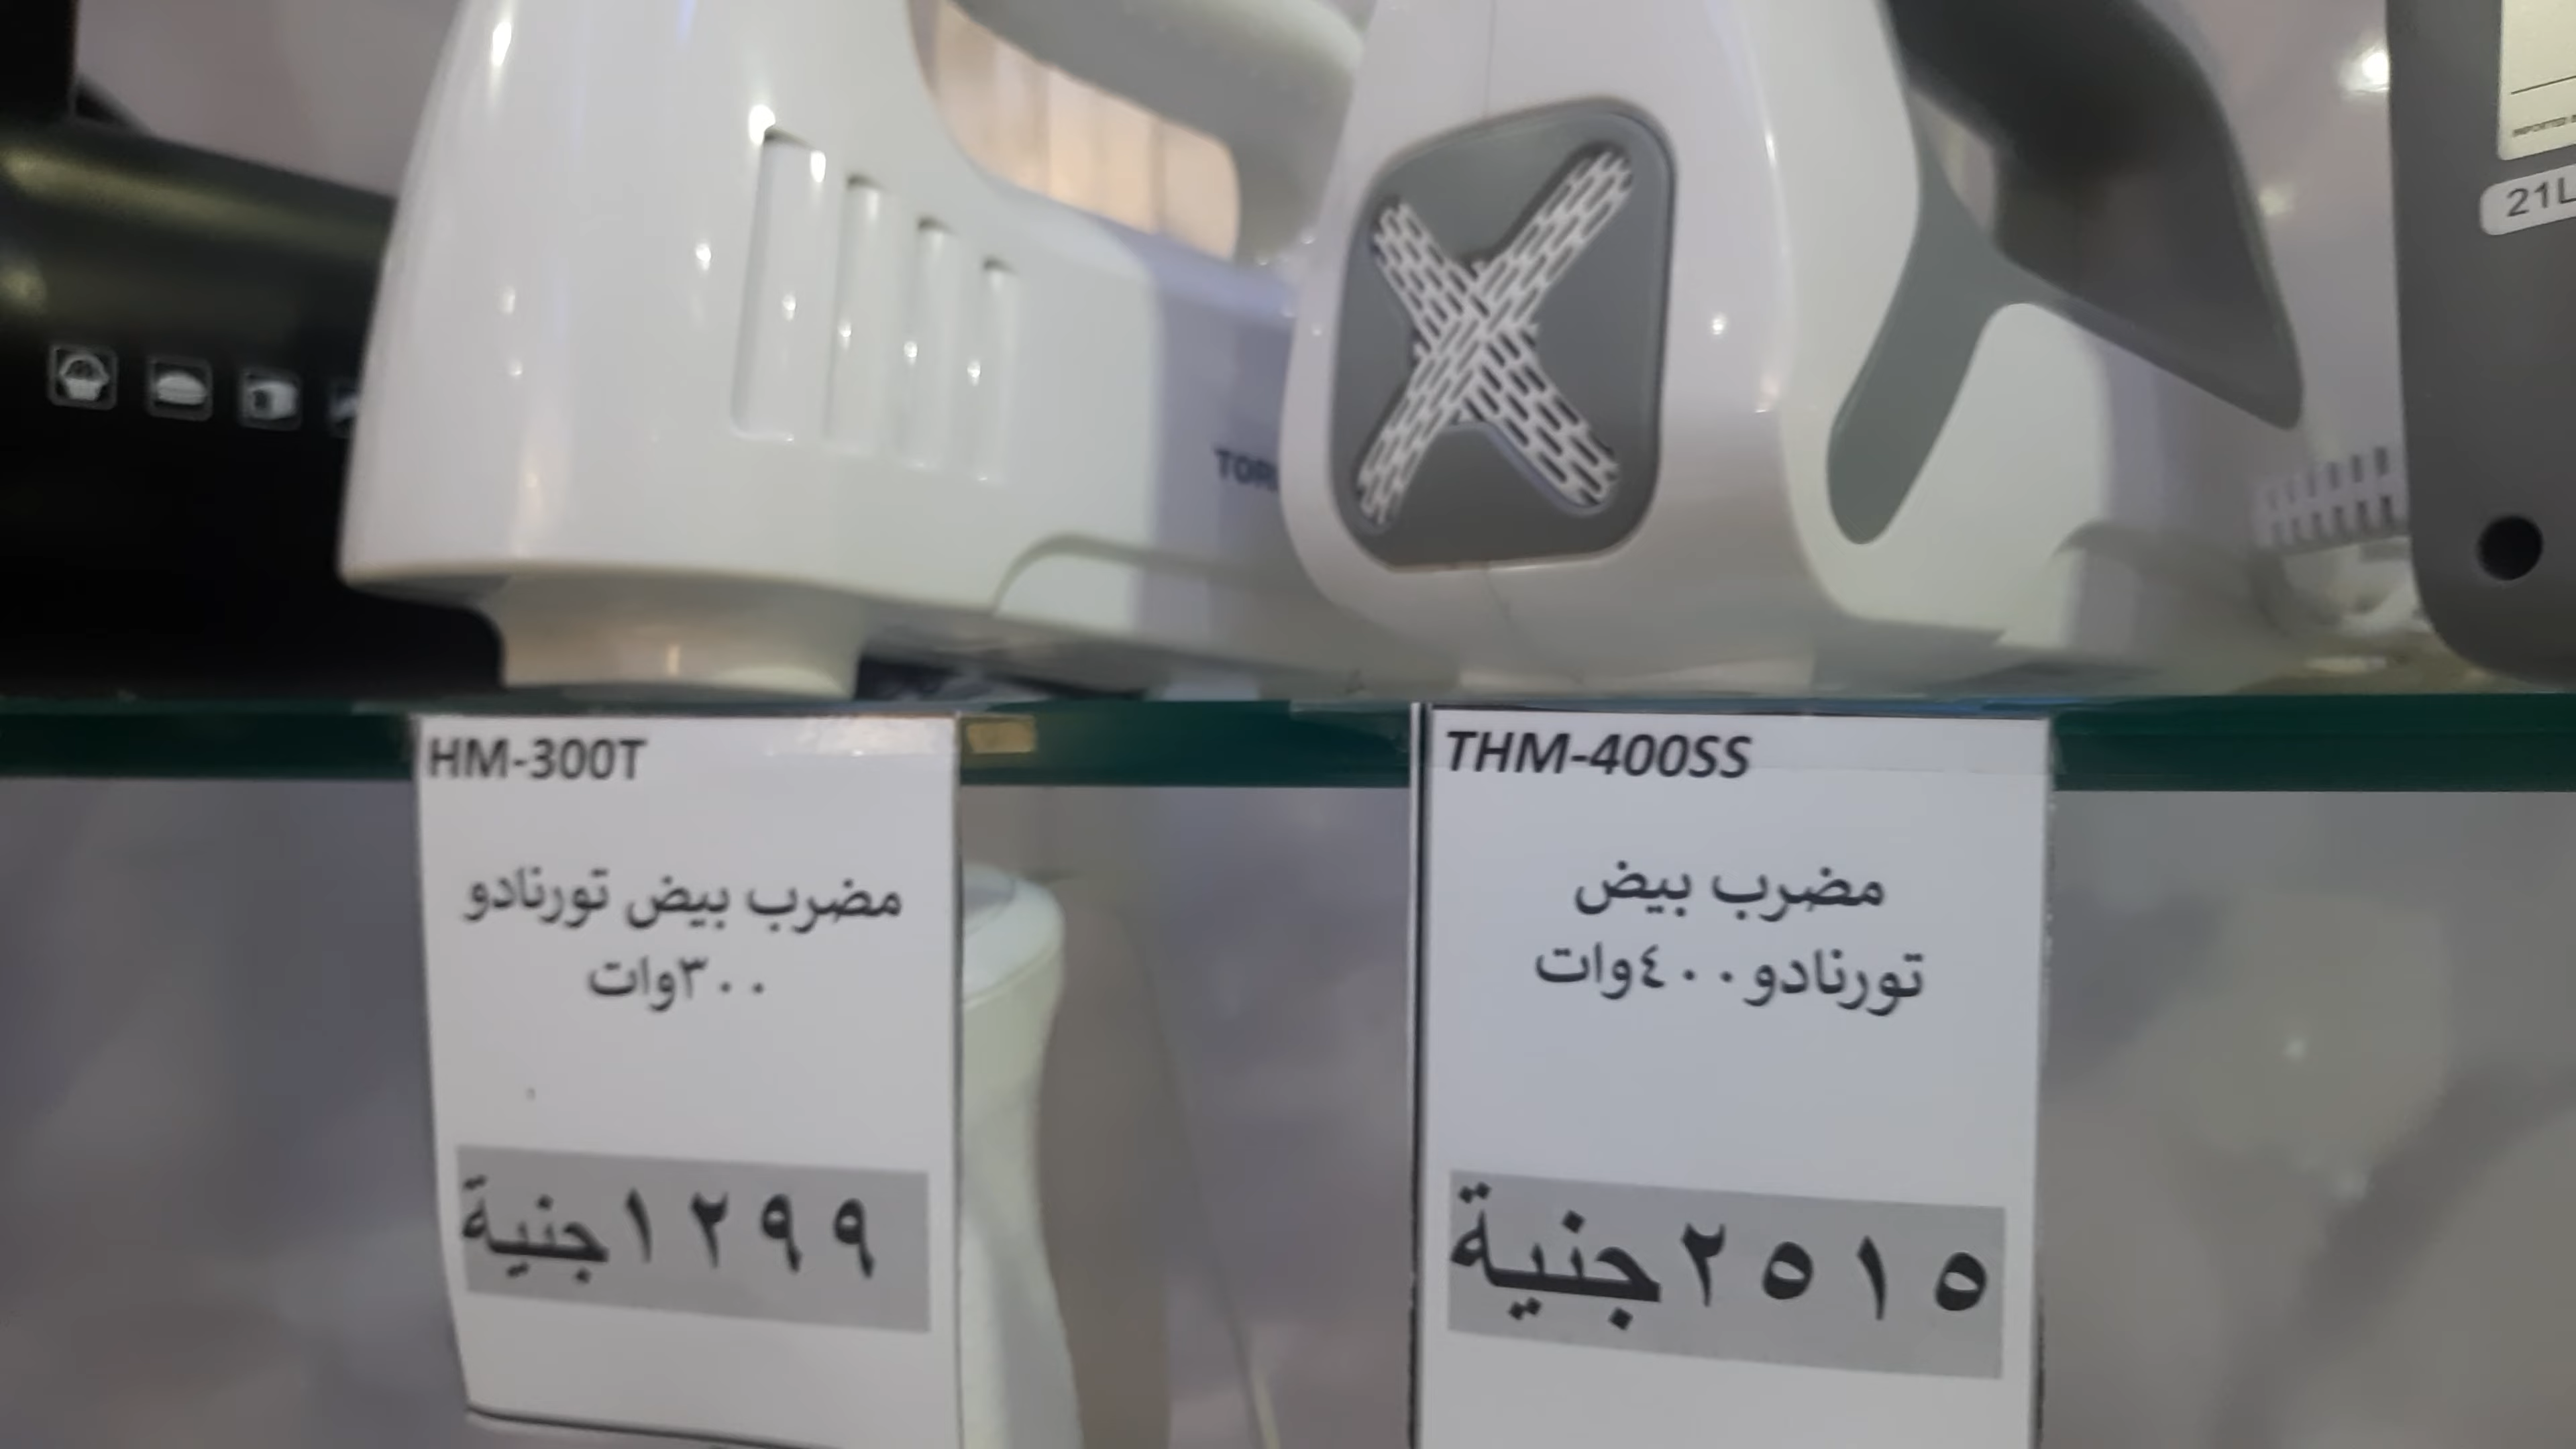 21L
HM-300T
مضرب بيض تورنادو
٣٠٠وات
١٢٩٩جنية
THM-400SS
مضرب بيض
تورنادو٤٠٠وات
٢٥١٥جنية